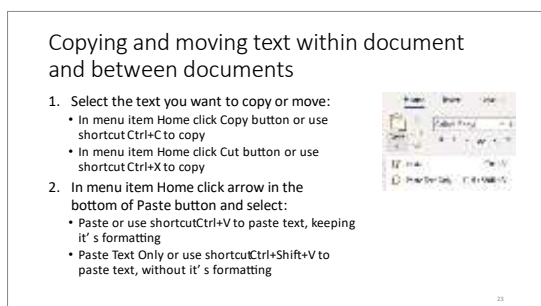 Copying and moving text within document
and between documents
1. Select the text you want to copy or move:
• In menu item Home click Copy button or use
shortcut Ctrl+C to copy
• In menu item Home click Cut button or use
shortcut Ctrl+X to copy
2. In menu item Home click arrow in the
bottom of Paste button and select:
• Paste or use shortcutCtrl+V to paste text, keeping
it’ s formatting
• Paste Text Only or use shortcutCtrl+Shift+V to
paste text, without it’ s formatting
Home
23